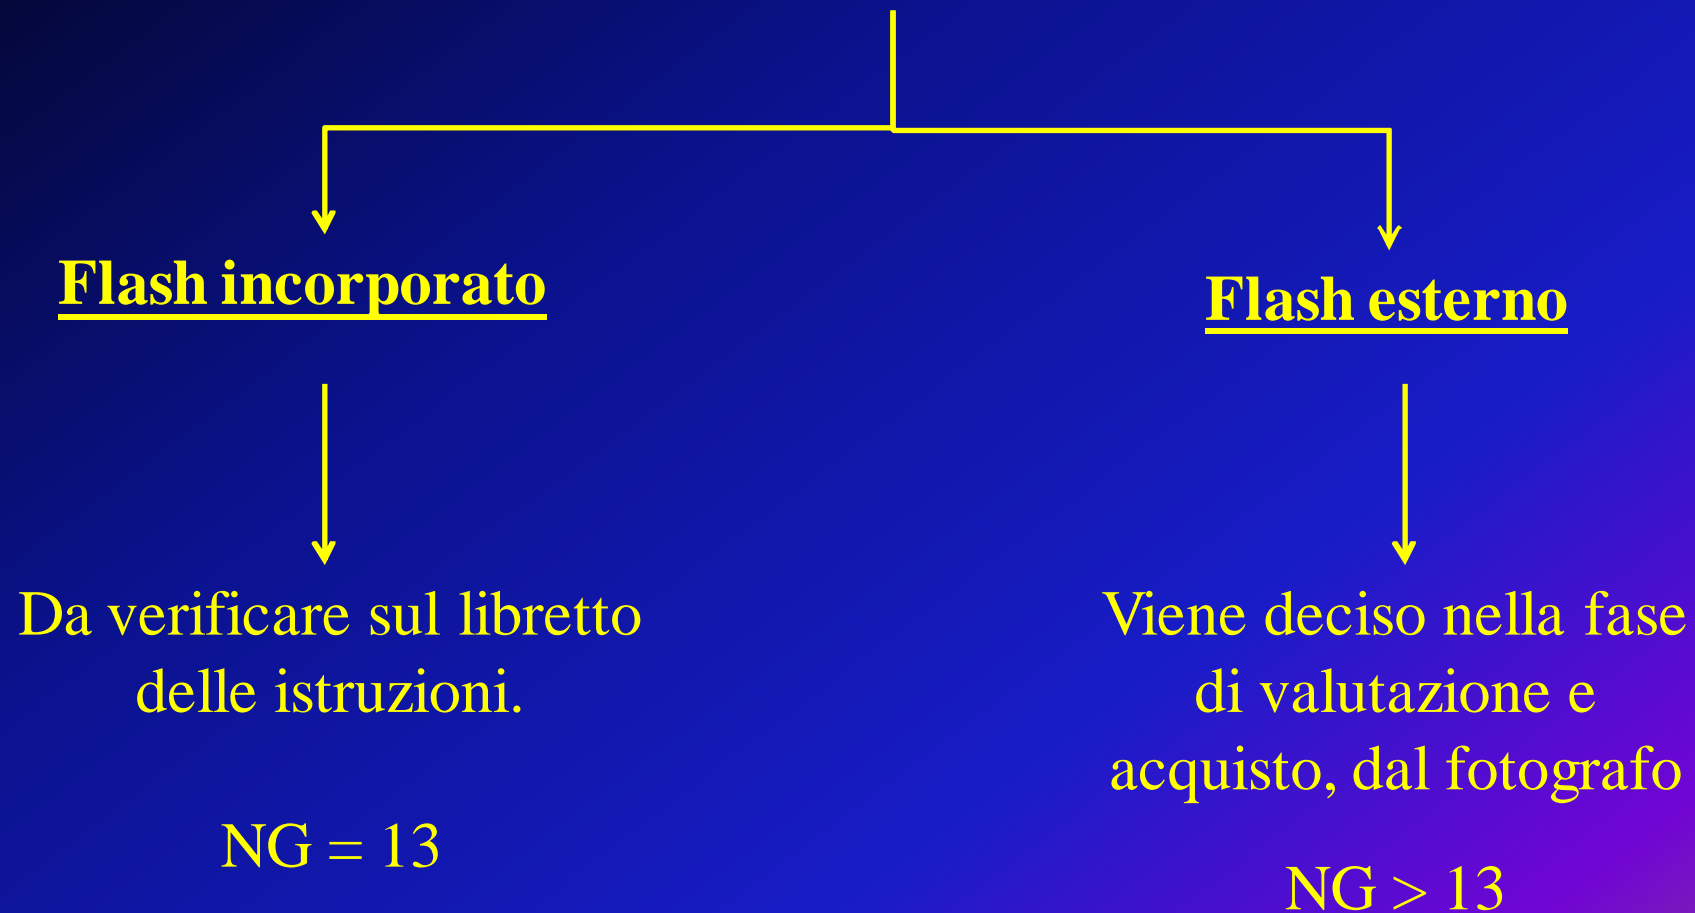 Flash incorporato
Da verificare sul libretto
delle istruzioni.
NG = 13
Flash esterno
Viene deciso nella fase
di valutazione e
acquisto, dal fotografo
NG > 13